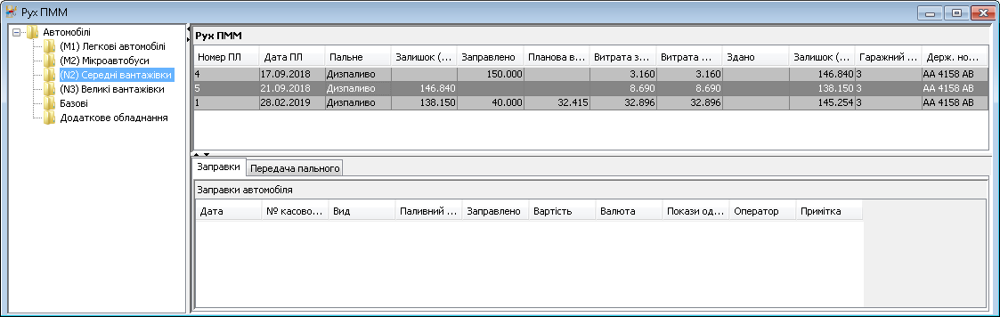 Рух ПММ
Автомобілі
(M1) Легкові автомобілі
(M2) Мікроавтобуси
(N2) Середні вантажівки
(N3) Великі вантажівки
Базові
Додаткове обладнання
Рух ПММ
Номер ПЛ Дата ПЛ Пальне Залишок (... Заправлено Планова в... Витрата з... Витрата ... Здано Залишок (... Гаражний ... Держ. но...
4 17.09.2018 Дизпаливо 150.000 3.160 3.160 146.840 3 AA 4158 AB
5 21.09.2018 Дизпаливо 146.840 8.690 8.690 138.150 3 AA 4158 AB
1 28.02.2019 Дизпаливо 138.150 40.000 32.415 32.896 32.896 145.254 3 AA 4158 AB
Заправки Передача пального
Заправки автомобіля
Дата № касово... Вид Паливний ... Заправлено Вартість Валюта Покази од... Оператор Примітка